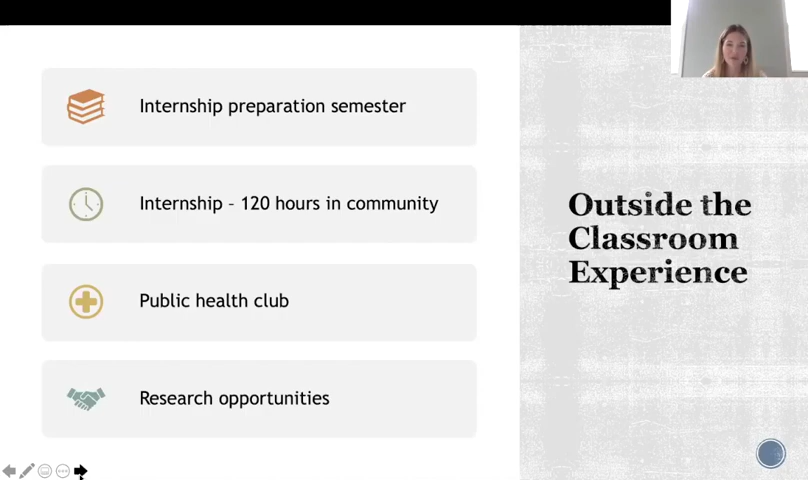 Internship preparation semester
Internship – 120 hours in community
Public health club
Research opportunities
Outside the
Classroom
Experience